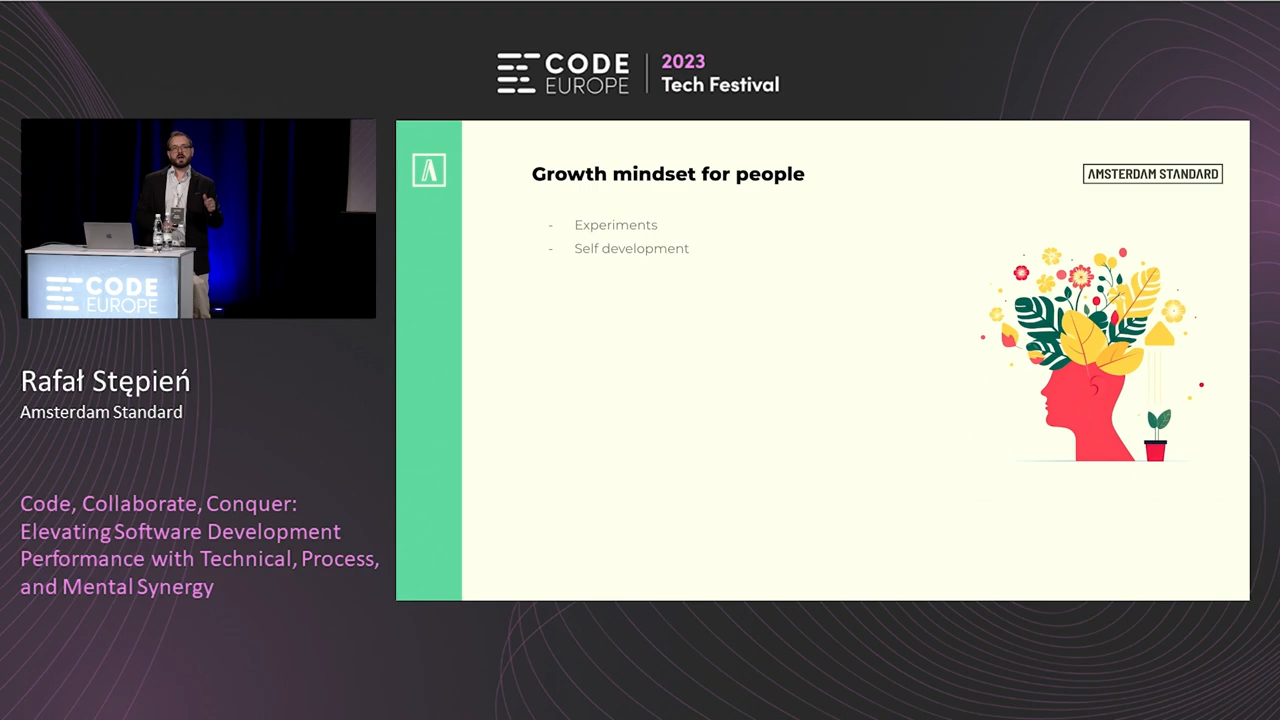 CODE
EUROPE
2023
Tech Festival
CODE
EUROPE
Rafał Stępień
Amsterdam Standard
Code, Collaborate, Conquer:
Elevating Software Development
Performance with Technical, Process,
and Mental Synergy
Growth mindset for people
- Experiments
- Self development
AMSTERDAM STANDARD